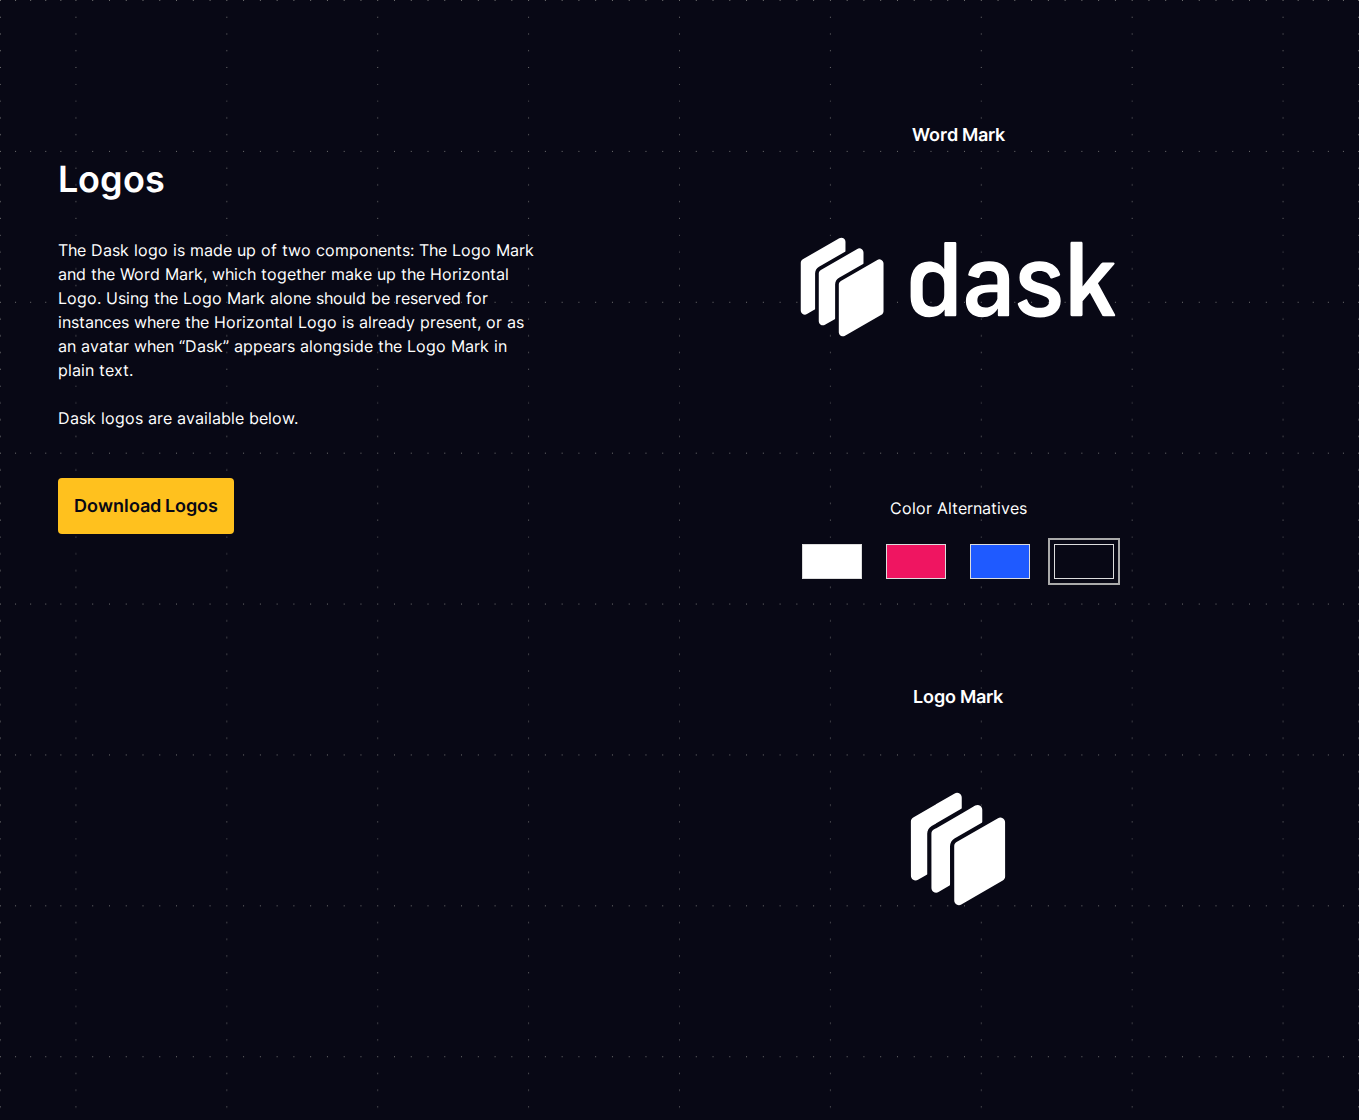 Logos
The Dask logo is made up of two components: The Logo Mark
and the Word Mark, which together make up the Horizontal
Logo. Using the Logo Mark alone should be reserved for
instances where the Horizontal Logo is already present, or as
an avatar when “Dask” appears alongside the Logo Mark in
plain text.
Dask logos are available below.
Download Logos
Word Mark
dask
Color Alternatives
Logo Mark